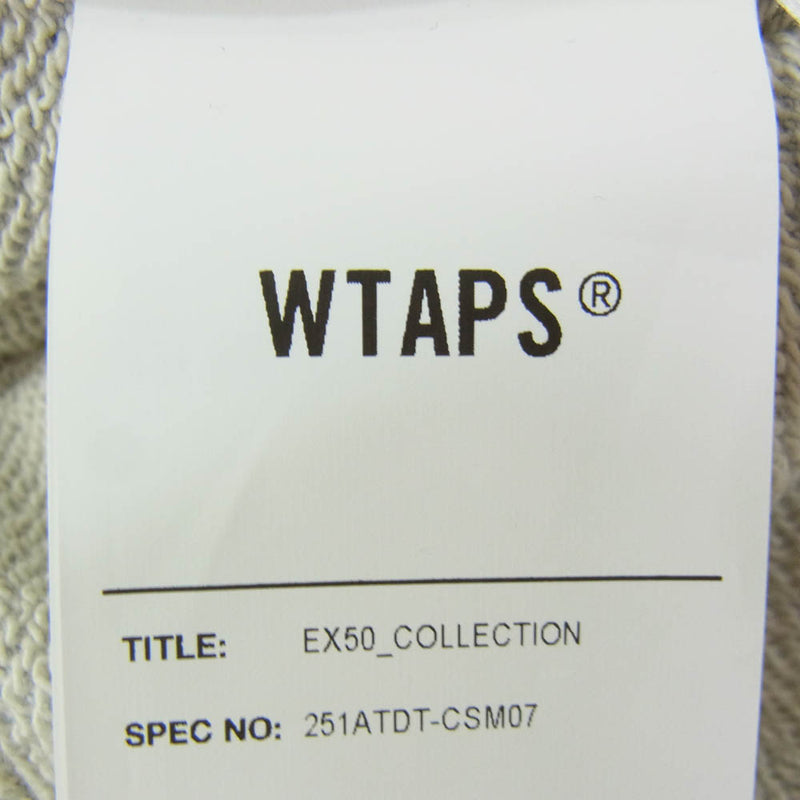 WTAPS®
TITLE: EX50_COLLECTION
SPEC NO: 251ATDT-CSM07